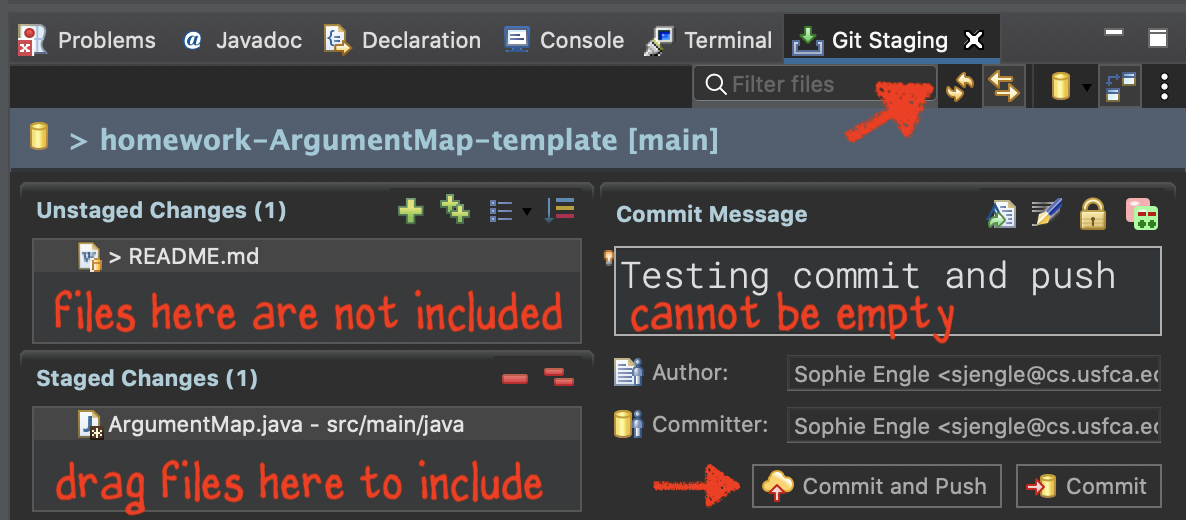 Problems @ Javadoc Declaration Console Terminal Git Staging
Filter files
> homework-ArgumentMap-template [main]
Unstaged Changes (1)
> README.md
files here are not included
Staged Changes (1)
ArgumentMap.java - src/main/java
drag files here to include
Commit Message
Testing commit and push
cannot be empty
Author: Sophie Engle <sjengle@cs.usfca.ec
Committer: Sophie Engle <sjengle@cs.usfca.ec
Commit and Push Commit